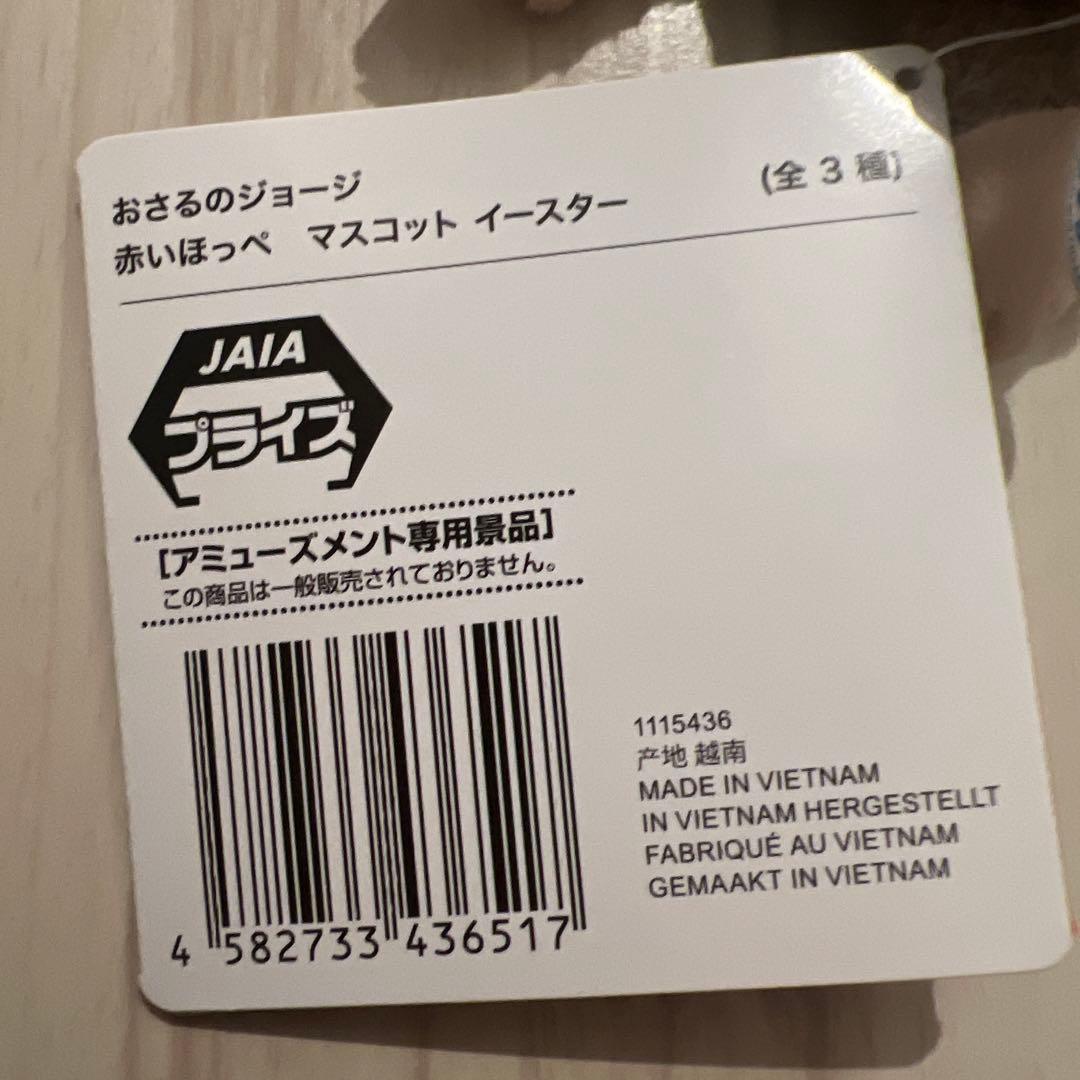 おさるのジョージ
赤いほっぺ　マスコット イースター
(全 3 種)
JAIA
プライズ
[アミューズメント専用景品]
この商品は一般販売されておりません。
4 582733 436517
1115436
产地 越南
MADE IN VIETNAM
IN VIETNAM HERGESTELLT
FABRIQUÉ AU VIETNAM
GEMAAKT IN VIETNAM